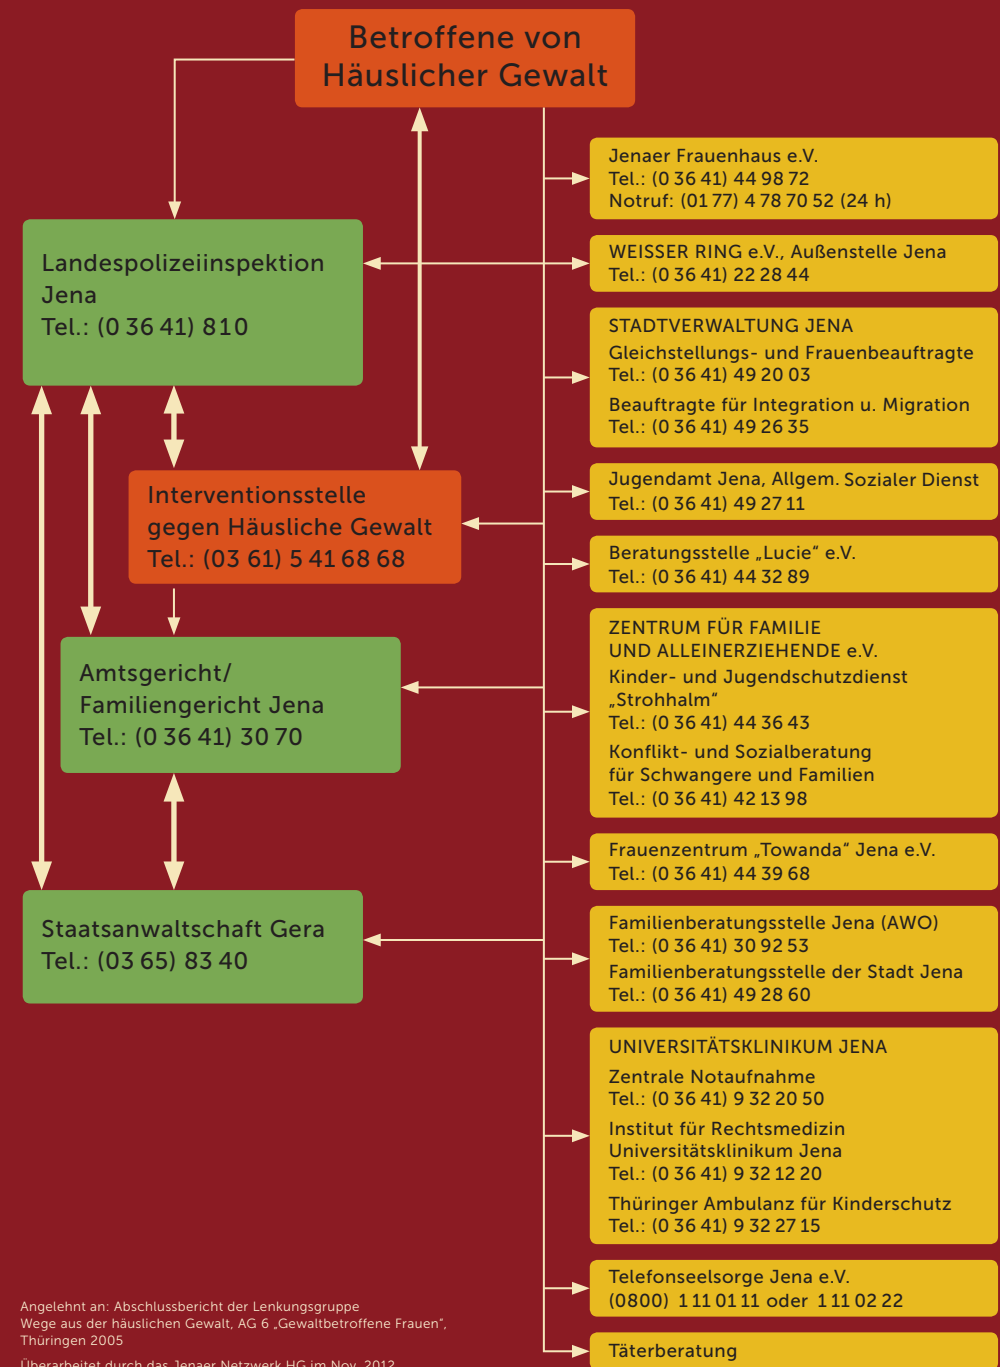 Betroffene von
Häuslicher Gewalt
Landespolizeiinspektion
Jena
Tel.: (0 36 41) 810
Interventionsstelle
gegen Häusliche Gewalt
Tel.: (03 61) 5 41 68 68
Amtsgericht/
Familiengericht Jena
Tel.: (0 36 41) 30 70
Staatsanwaltschaft Gera
Tel.: (03 65) 83 40
Jenaer Frauenhaus e.V.
Tel.: (0 36 41) 44 98 72
Notruf: (01 77) 4 78 70 52 (24 h)
WEISSER RING e.V., Außenstelle Jena
Tel.: (0 36 41) 22 28 44
STADTVERWALTUNG JENA
Gleichstellungs- und Frauenbeauftragte
Tel.: (0 36 41) 49 20 03
Beauftragte für Integration u. Migration
Tel.: (0 36 41) 49 26 35
Jugendamt Jena, Allgem. Sozialer Dienst
Tel.: (0 36 41) 49 27 11
Beratungsstelle „Lucie“ e.V.
Tel.: (0 36 41) 44 32 89
ZENTRUM FÜR FAMILIE
UND ALLEINERZIEHENDE e.V.
Kinder- und Jugendschutzdienst
„Strohhalm“
Tel.: (0 36 41) 44 36 43
Konflikt- und Sozialberatung
für Schwangere und Familien
Tel.: (0 36 41) 42 13 98
Frauenzentrum „Towanda“ Jena e.V.
Tel.: (0 36 41) 44 39 68
Familienberatungsstelle Jena (AWO)
Tel.: (0 36 41) 30 92 53
Familienberatungsstelle der Stadt Jena
Tel.: (0 36 41) 49 28 60
UNIVERSITÄTSKLINIKUM JENA
Zentrale Notaufnahme
Tel.: (0 36 41) 9 32 20 50
Institut für Rechtsmedizin
Universitätsklinikum Jena
Tel.: (0 36 41) 9 32 12 20
Thüringer Ambulanz für Kinderschutz
Tel.: (0 36 41) 9 32 27 15
Telefonseelsorge Jena e.V.
(0800) 1 11 01 11 oder 1 11 02 22
Täterberatung
Angelehnt an: Abschlussbericht der Lenkungsgruppe
Wege aus der häuslichen Gewalt, AG 6 „Gewaltbetroffene Frauen“,
Thüringen 2005
Überarbeitet durch das Jenaer Netzwerk HG im Nov. 2012